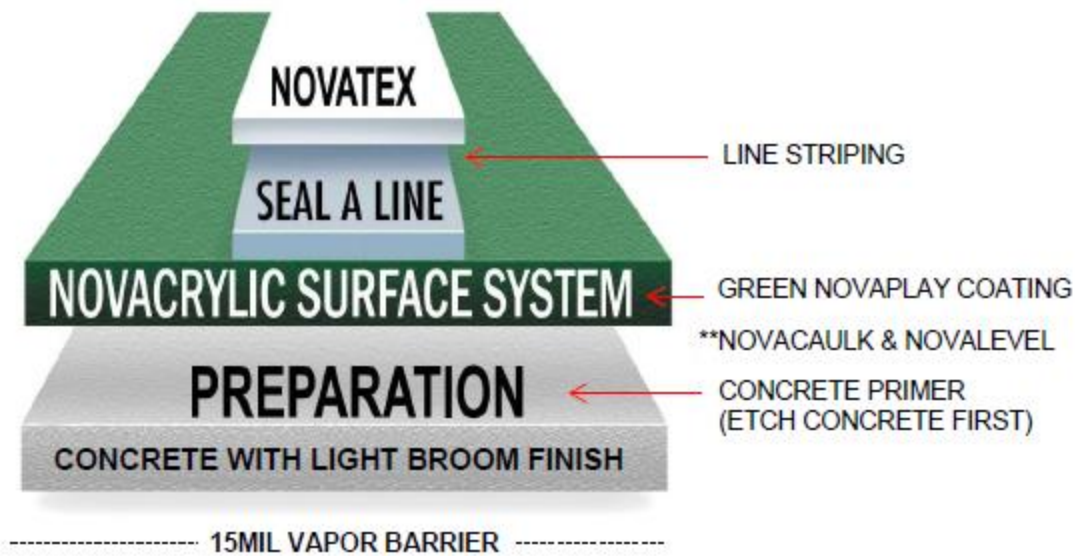 NOVATEX
LINE STRIPING
SEAL A LINE
NOVACRYLIC SURFACE SYSTEM
GREEN NOVAPLAY COATING
**NOVACAULK & NOVALEVEL
PREPARATION
CONCRETE PRIMER
(ETCH CONCRETE FIRST)
CONCRETE WITH LIGHT BROOM FINISH
15MIL VAPOR BARRIER